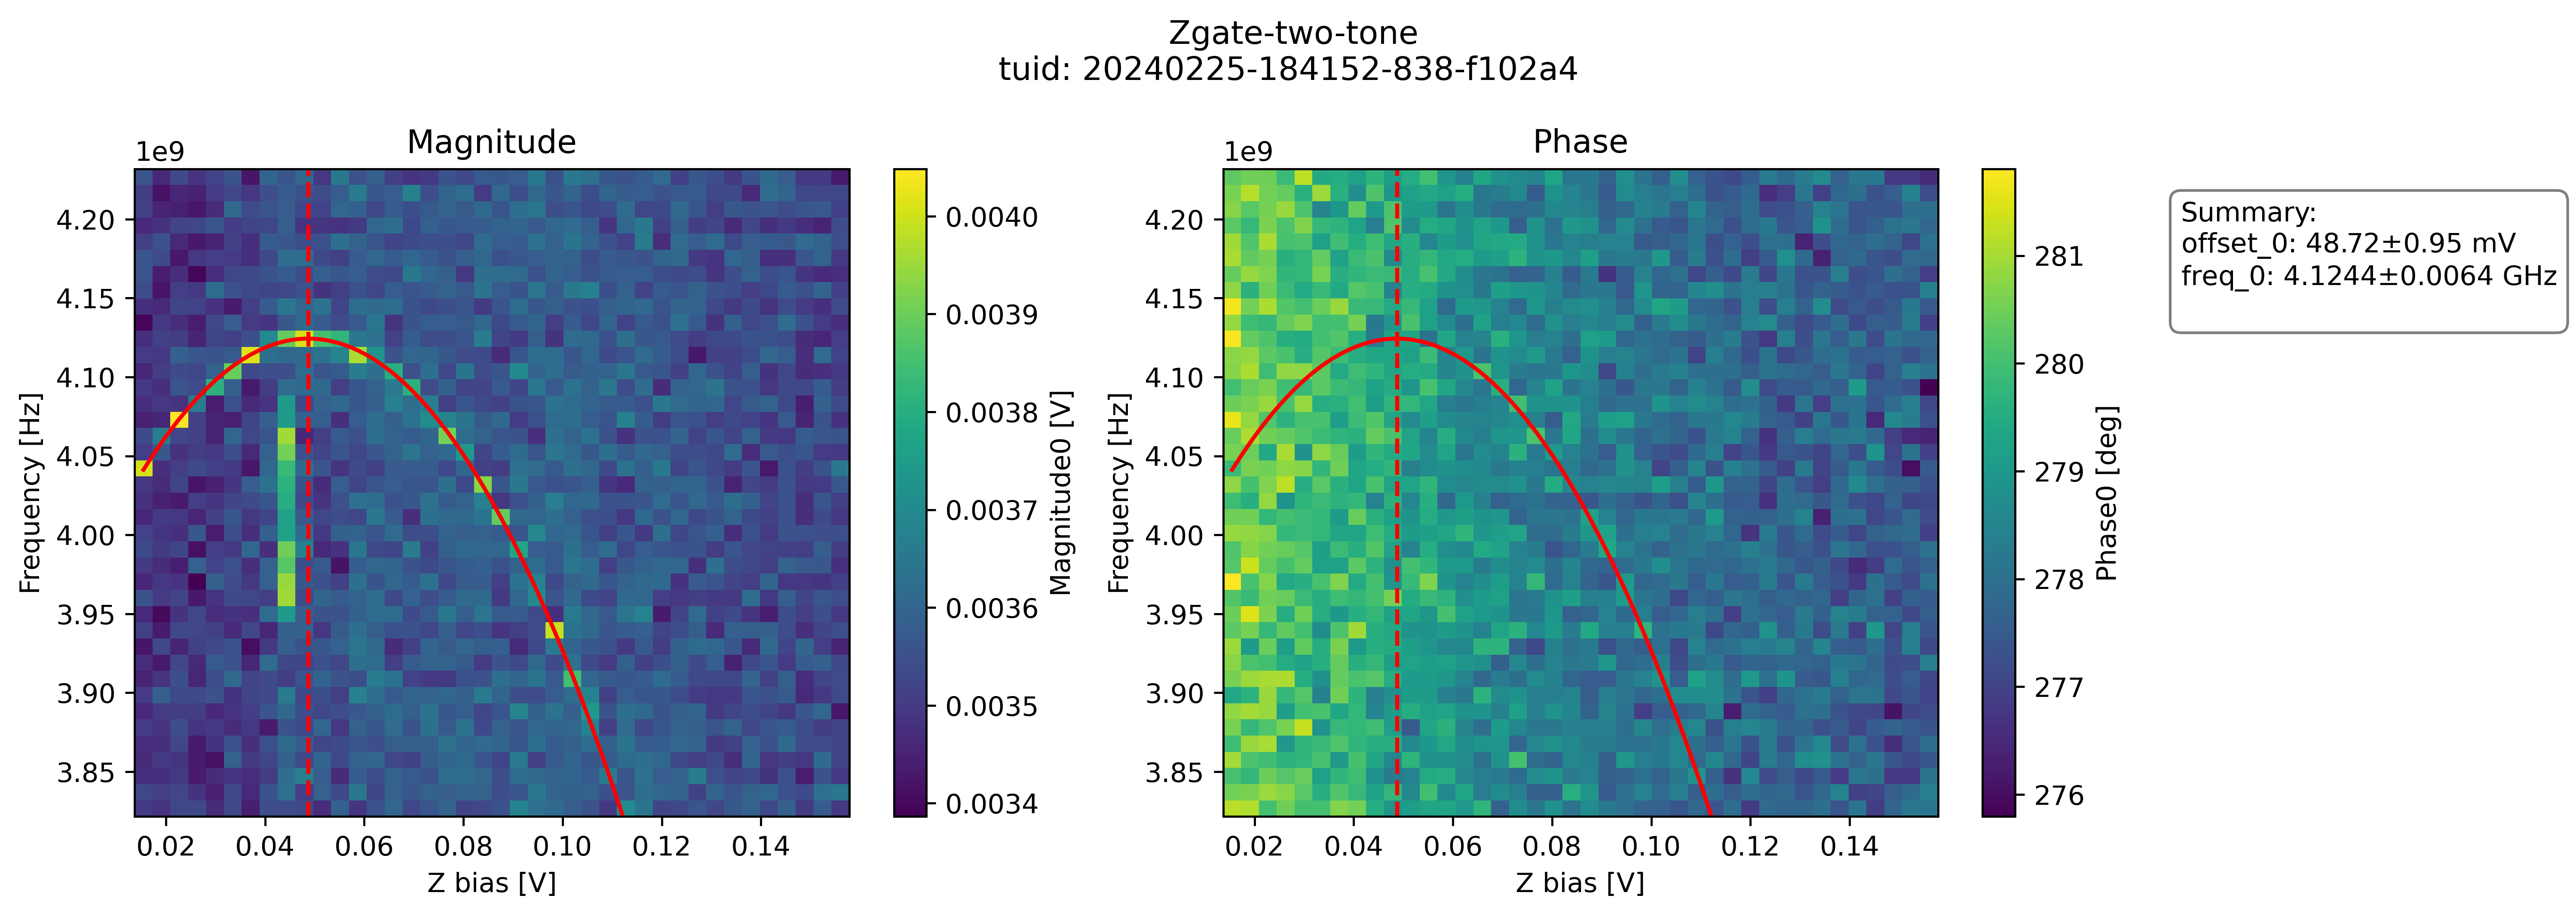 Zgate-two-tone
tuid: 20240225-184152-838-f102a4
Magnitude
1e9
4.20
4.15
4.10
4.05
4.00
3.95
3.90
3.85
Frequency [Hz]
0.02 0.04 0.06 0.08 0.10 0.12 0.14
Z bias [V]
0.0040
0.0039
0.0038
0.0037
0.0036
0.0035
0.0034
Magnitude0 [V]
Phase
1e9
4.20
4.15
4.10
4.05
4.00
3.95
3.90
3.85
Frequency [Hz]
0.02 0.04 0.06 0.08 0.10 0.12 0.14
Z bias [V]
281
280
279
278
277
276
Phase0 [deg]
Summary:
offset_0: 48.72±0.95 mV
freq_0: 4.1244±0.0064 GHz